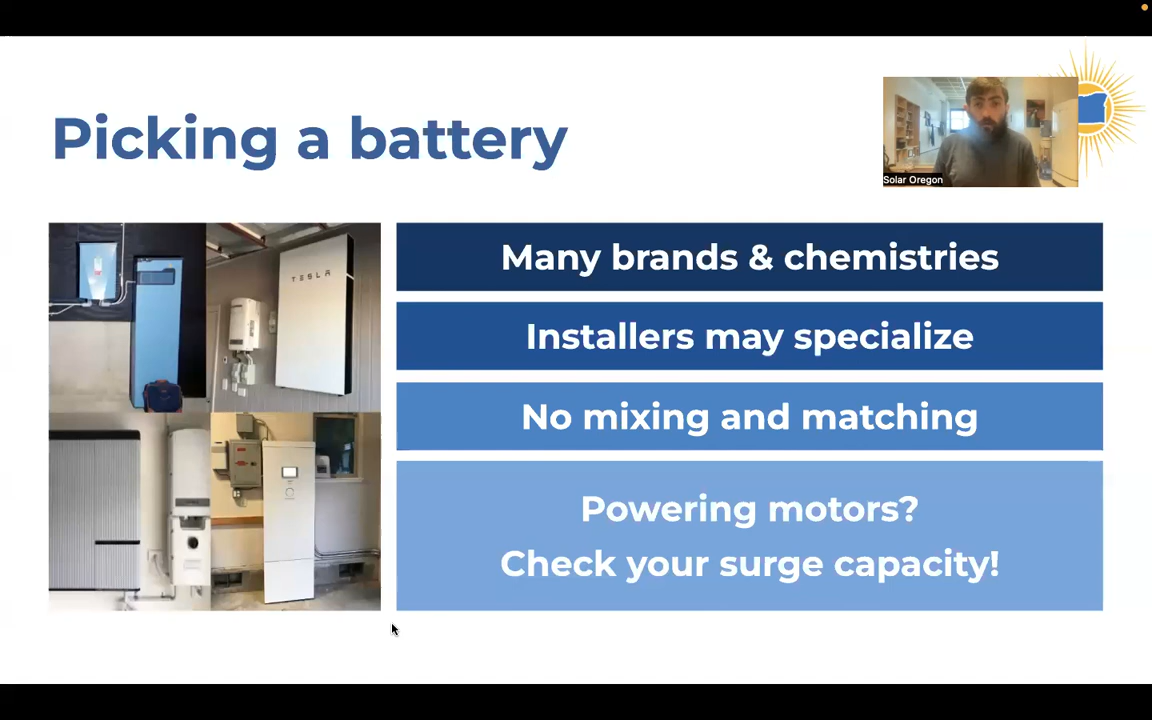 Picking a battery
Solar Oregon
TESLA
Many brands & chemistries
Installers may specialize
No mixing and matching
Powering motors?
Check your surge capacity!